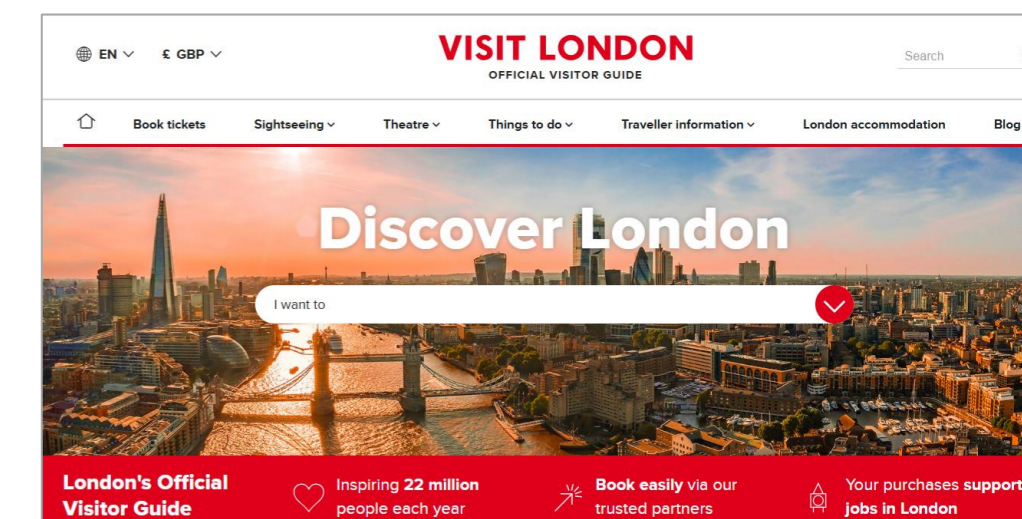 EN
£ GBP
VISIT LONDON
OFFICIAL VISITOR GUIDE
Search
Book tickets
Sightseeing
Theatre
Things to do
Traveller information
London accommodation
Blog
Discover London
I want to
London's Official
Visitor Guide
Inspiring 22 million
people each year
Book easily via our
trusted partners
Your purchases support
jobs in London